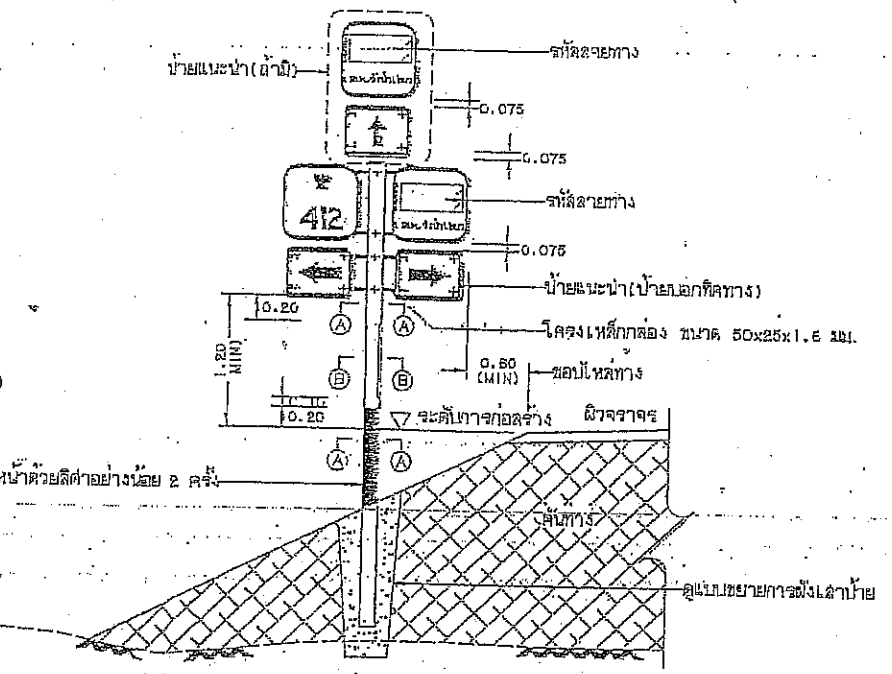 รหัสสายทาง
ป้ายแนะนำ(ถ้ามี)
0.075
0.075
412
รหัสสายทาง
0.075
ป้ายแนะนำ(ป้ายบอกทิศทาง)
0.20
A A
โครงเหล็กกล่อง ขนาด 50x25x1.6 มม.
1.20
(MIN)
B B
0.60
(MIN)
ขอบไหล่ทาง
0.10
0.20
ระดับการก่อสร้าง
ผิวจราจร
A A
หน้าด้วยสีดำอย่างน้อย 2 ครั้ง
คันทาง
ดูแบบขยายการฝังเสาป้าย